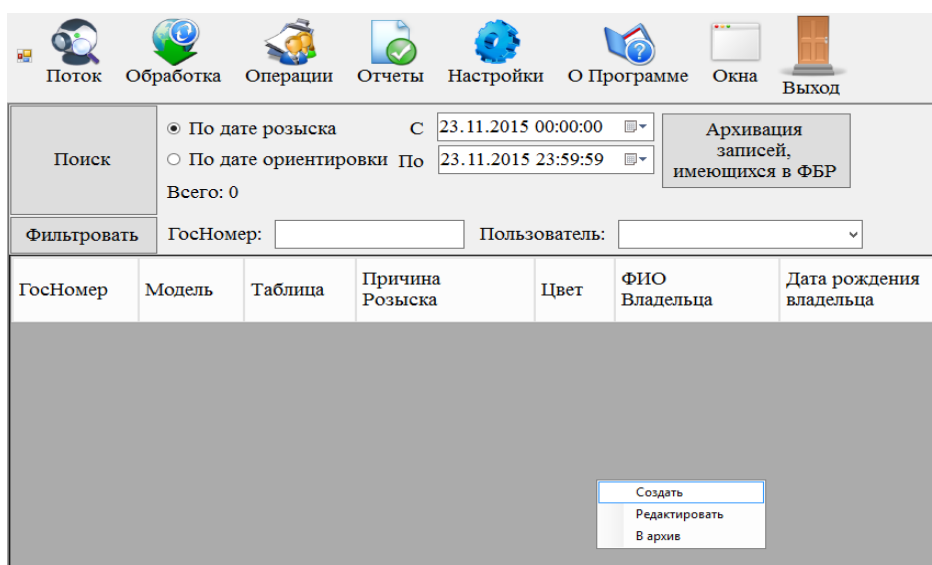 Поток Обработка Операции Отчеты Настройки О Программе Окна Выход
По дате розыска С 23.11.2015 00:00:00
Поиск
По дате ориентировки По 23.11.2015 23:59:59
Всего: 0
Архивация
записей,
имеющихся в ФБР
Фильтровать ГосНомер: Пользователь:
ГосНомер Модель Таблица Причина
Розыска Цвет ФИО
Владельца Дата рождения
владельца
Создать
Редактировать
В архив